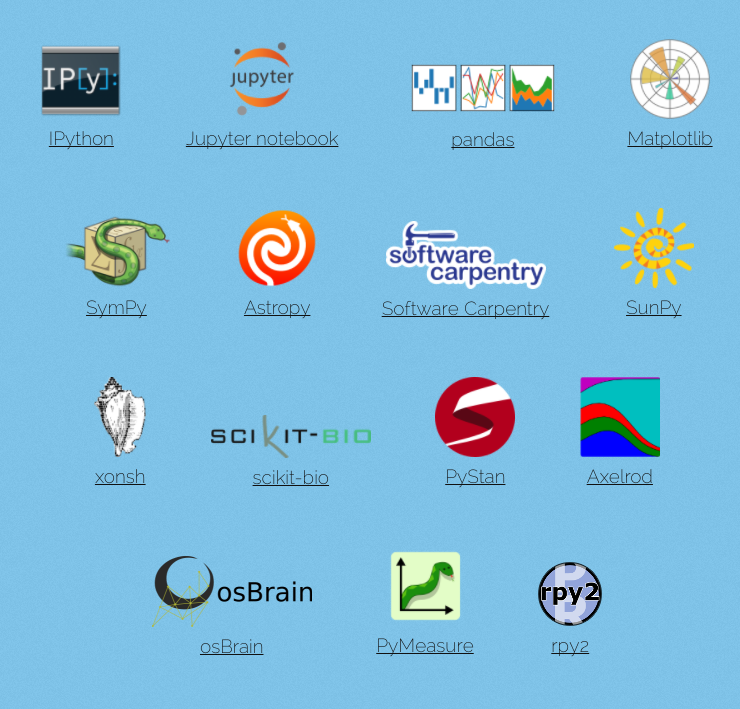 IP[y]:
jupyter
IPython
Jupyter notebook
pandas
Matplotlib
software
carpentry
SymPy
Astropy
Software Carpentry
SunPy
SCIKIT-BIO
xonsh
scikit-bio
PyStan
Axelrod
osBrain
rpy2
osBrain
PyMeasure
rpy2